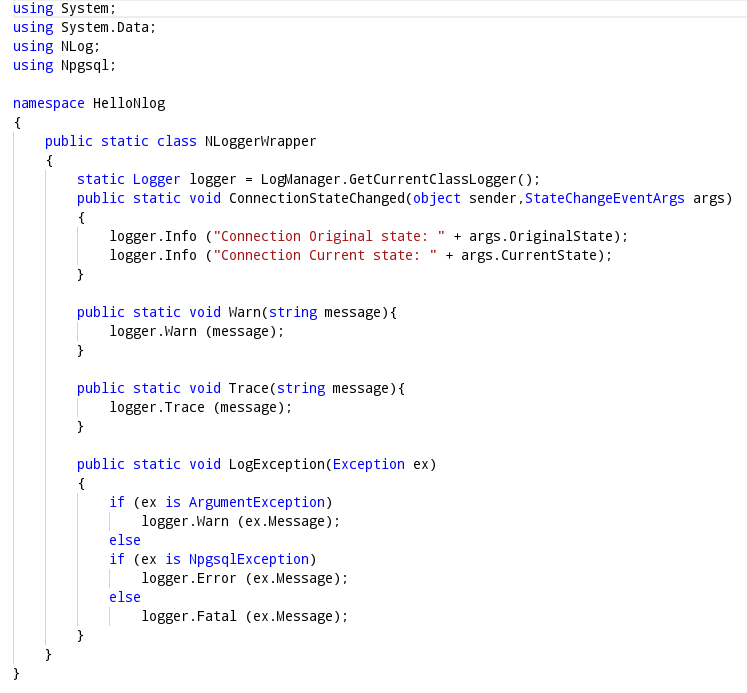 using System;
using System.Data;
using NLog;
using Npgsql;

namespace HelloNlog
{
    public static class NLoggerWrapper
    {
        static Logger logger = LogManager.GetCurrentClassLogger();
        public static void ConnectionStateChanged(object sender,StateChangeEventArgs args)
        {
            logger.Info ("Connection Original state: " + args.OriginalState);
            logger.Info ("Connection Current state: " + args.CurrentState);
        }

        public static void Warn(string message){
            logger.Warn (message);
        }

        public static void Trace(string message){
            logger.Trace (message);
        }

        public static void LogException(Exception ex)
        {
            if (ex is ArgumentException)
                logger.Warn (ex.Message);
            else
            if (ex is NpgsqlException)
                logger.Error (ex.Message);
            else
                logger.Fatal (ex.Message);
        }
    }
}